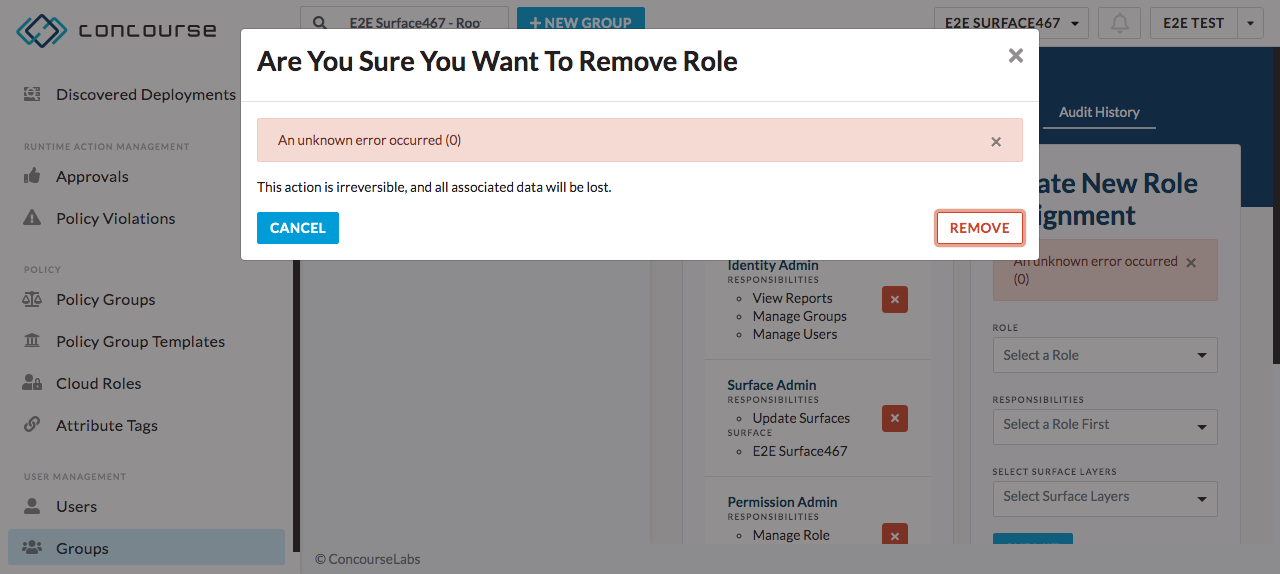 concourse
E2E Surface467 - Roo
+ NEW GROUP
E2E SURFACE467
E2E TEST
Are You Sure You Want To Remove Role
An unknown error occurred (0)
This action is irreversible, and all associated data will be lost.
CANCEL
REMOVE
Discovered Deployments
RUNTIME ACTION MANAGEMENT
Approvals
Policy Violations
POLICY
Policy Groups
Policy Group Templates
Cloud Roles
Attribute Tags
USER MANAGEMENT
Users
Groups
Identity Admin
RESPONSIBILITIES
View Reports
Manage Groups
Manage Users
Surface Admin
RESPONSIBILITIES
Update Surfaces
SURFACE
E2E Surface467
Permission Admin
RESPONSIBILITIES
Manage Role
Audit History
ate New Role
ignment
An unknown error occurred
(0)
ROLE
Select a Role
RESPONSIBILITIES
Select a Role First
SELECT SURFACE LAYERS
Select Surface Layers
© ConcourseLabs